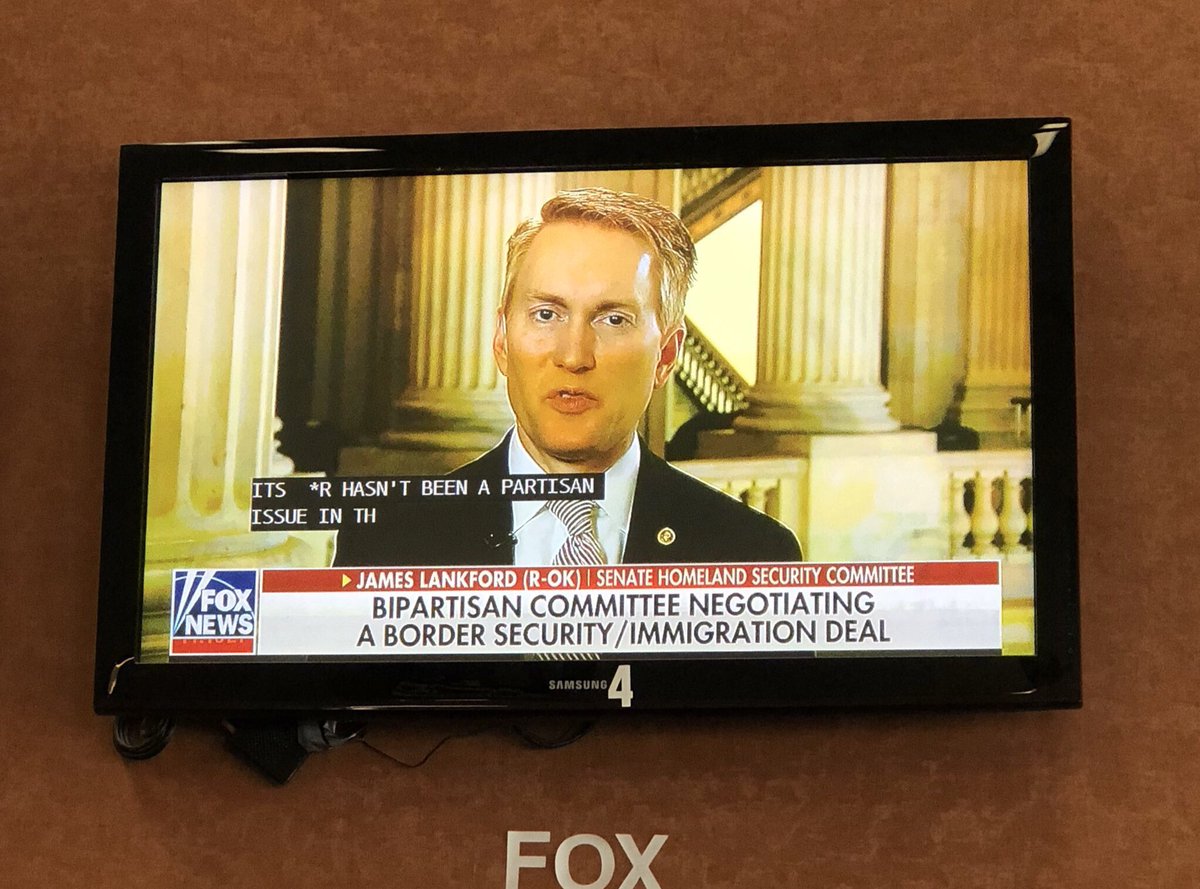 ITS *R HASN'T BEEN A PARTISAN
ISSUE IN TH
JAMES LANKFORD (R-OK) | SENATE HOMELAND SECURITY COMMITTEE
FOX
NEWS
BIPARTISAN COMMITTEE NEGOTIATING
A BORDER SECURITY/IMMIGRATION DEAL
SAMSUNG 4
FOX